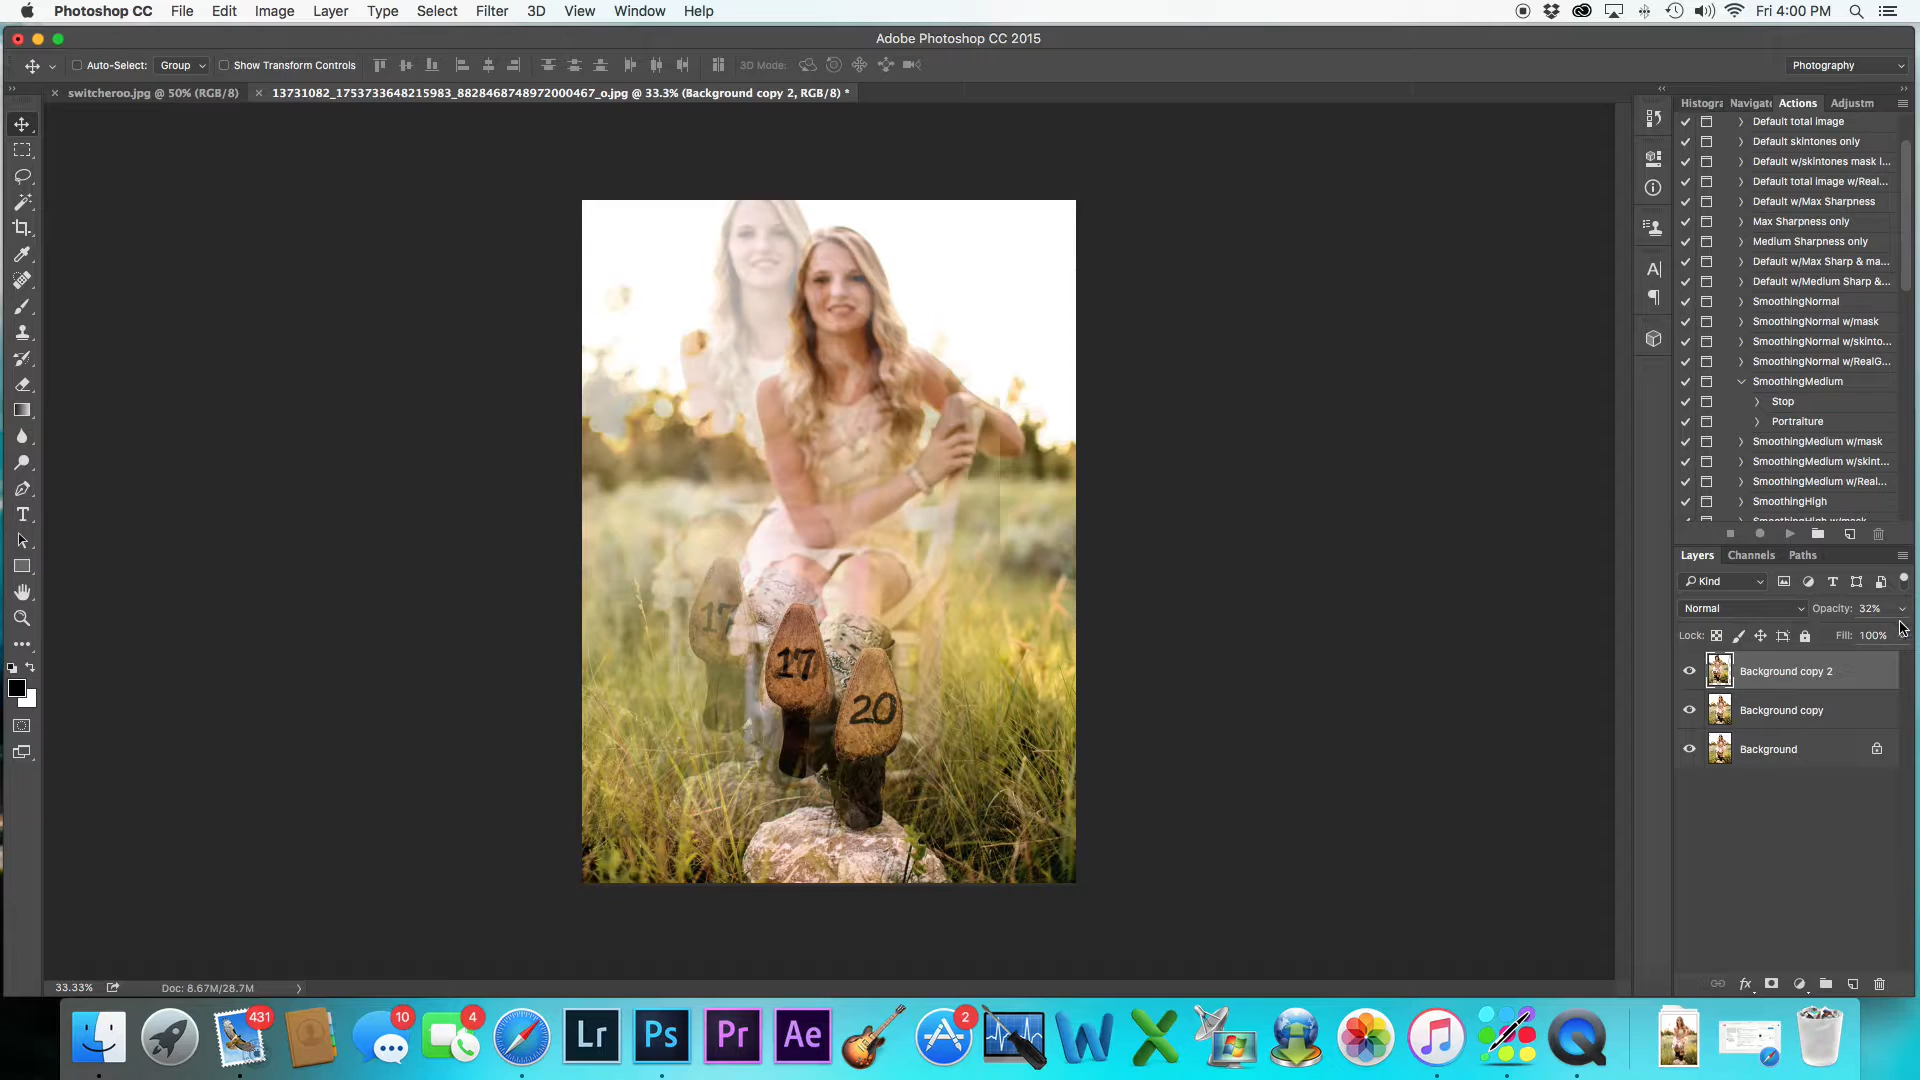 Photoshop CC File Edit Image Layer Type Select Filter 3D View Window Help Fri 4:00 PM
Adobe Photoshop CC 2015
Auto-Select: Group Show Transform Controls 3D Mode: Photography
switcheroo.jpg @ 50% (RGB/8) 13731082_1753733648215983_8828468748972000467_o.jpg @ 33.3% (Background copy 2, RGB/8) *
Histogra Navigatc Actions Adjustm
Default total image
Default skintones only
Default w/skintones mask l...
Default total image w/Real...
Default w/Max Sharpness
Max Sharpness only
Medium Sharpness only
Default w/Max Sharp & ma...
Default w/Medium Sharp &...
SmoothingNormal
SmoothingNormal w/mask
SmoothingNormal w/skinto...
SmoothingNormal w/RealG...
SmoothingMedium
Stop
Portraiture
SmoothingMedium w/mask
SmoothingMedium w/skint...
SmoothingMedium w/Real...
SmoothingHigh
SmoothingHigh w/mask
Layers Channels Paths
Kind
Normal Opacity: 32%
Lock: Fill: 100%
Background copy 2
Background copy
Background
17
17
20
33.33% Doc: 8.67M/28.7M
431 10 4 Lr Ps Pr Ae 2